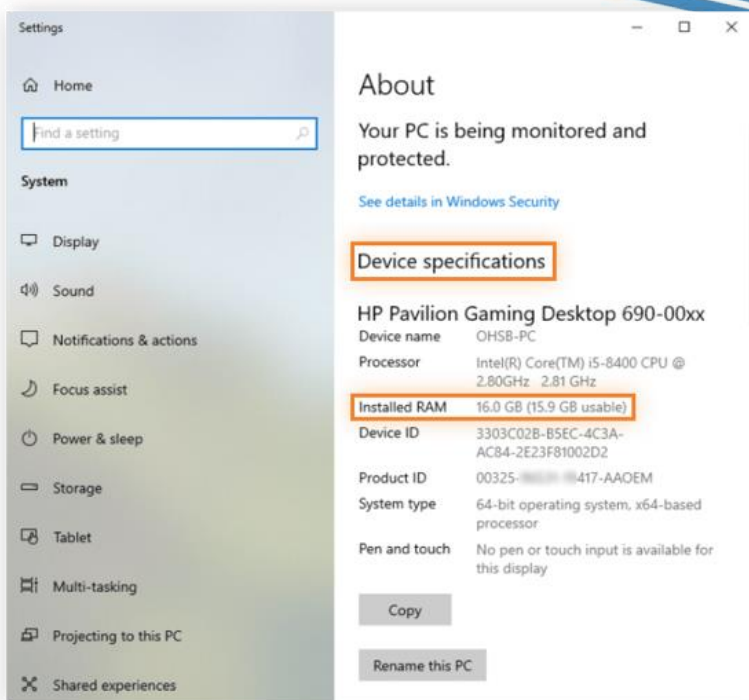 Settings
Home
Find a setting
System
Display
Sound
Notifications & actions
Focus assist
Power & sleep
Storage
Tablet
Multi-tasking
Projecting to this PC
Shared experiences
About
Your PC is being monitored and
protected.
See details in Windows Security
Device specifications
HP Pavilion Gaming Desktop 690-00xx
Device name OHSB-PC
Processor Intel(R) Core(TM) i5-8400 CPU @
2.80GHz 2.81 GHz
Installed RAM 16.0 GB (15.9 GB usable)
Device ID 3303C02B-B5EC-4C3A-
AC84-2E23F81002D2
Product ID 00325- 417-AAOEM
System type 64-bit operating system, x64-based
processor
Pen and touch No pen or touch input is available for
this display
Copy
Rename this PC